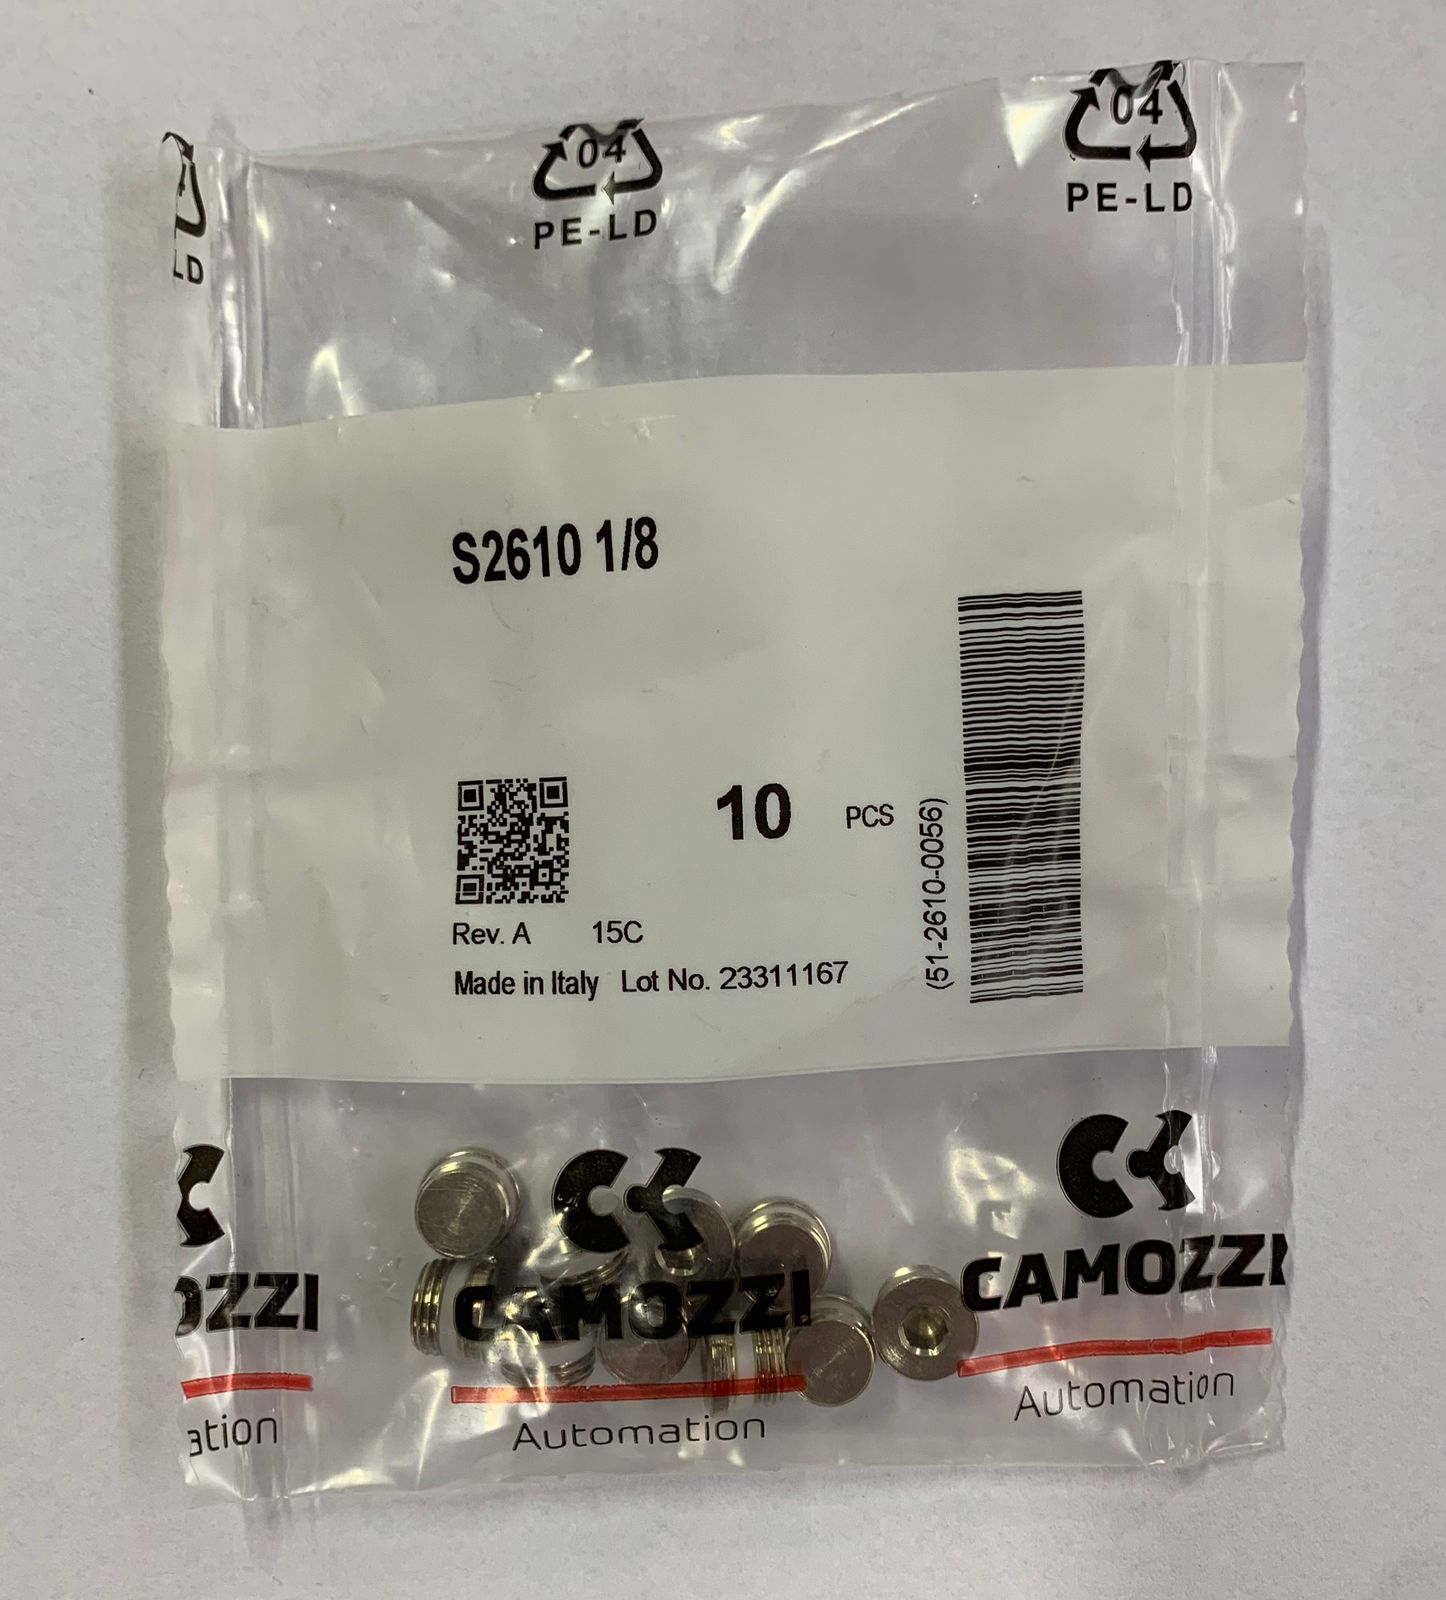 04
PE-LD
04
PE-LD
LD
S2610 1/8
10 PCS
(51-2610-0056)
Rev. A 15C
Made in Italy Lot No. 23311167
CAMOZZI
Automation
CAMOZZI
Automation
OZZI
ation